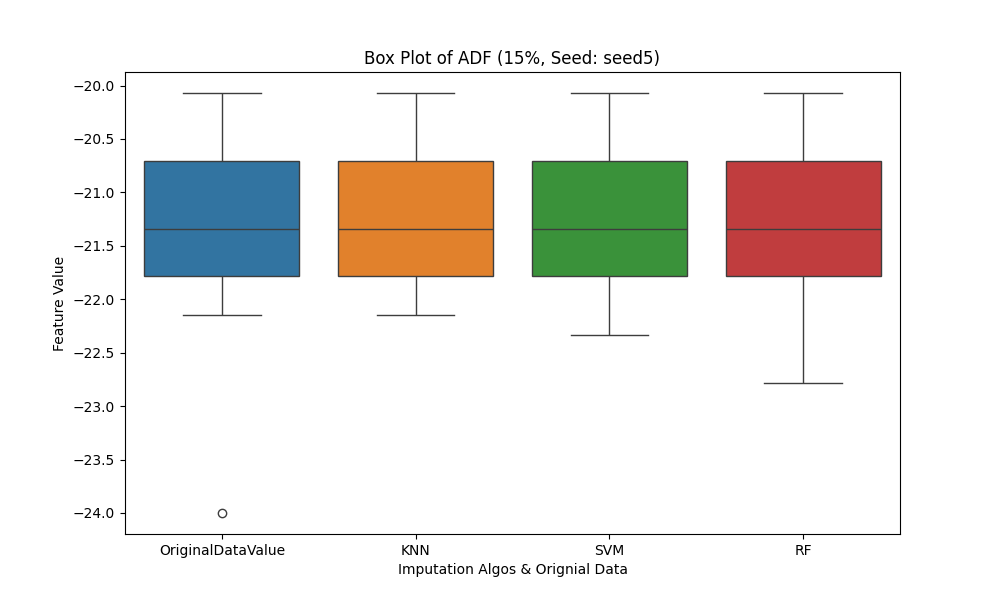 Box Plot of ADF (15%, Seed: seed5)
Feature Value
−20.0
−20.5
−21.0
−21.5
−22.0
−22.5
−23.0
−23.5
−24.0
OriginalDataValue KNN SVM RF
Imputation Algos & Orignial Data